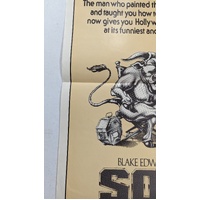 The man who painted th
and taught you how t
now gives you Hollyw
at its funniest and
BLAKE EDW
SO